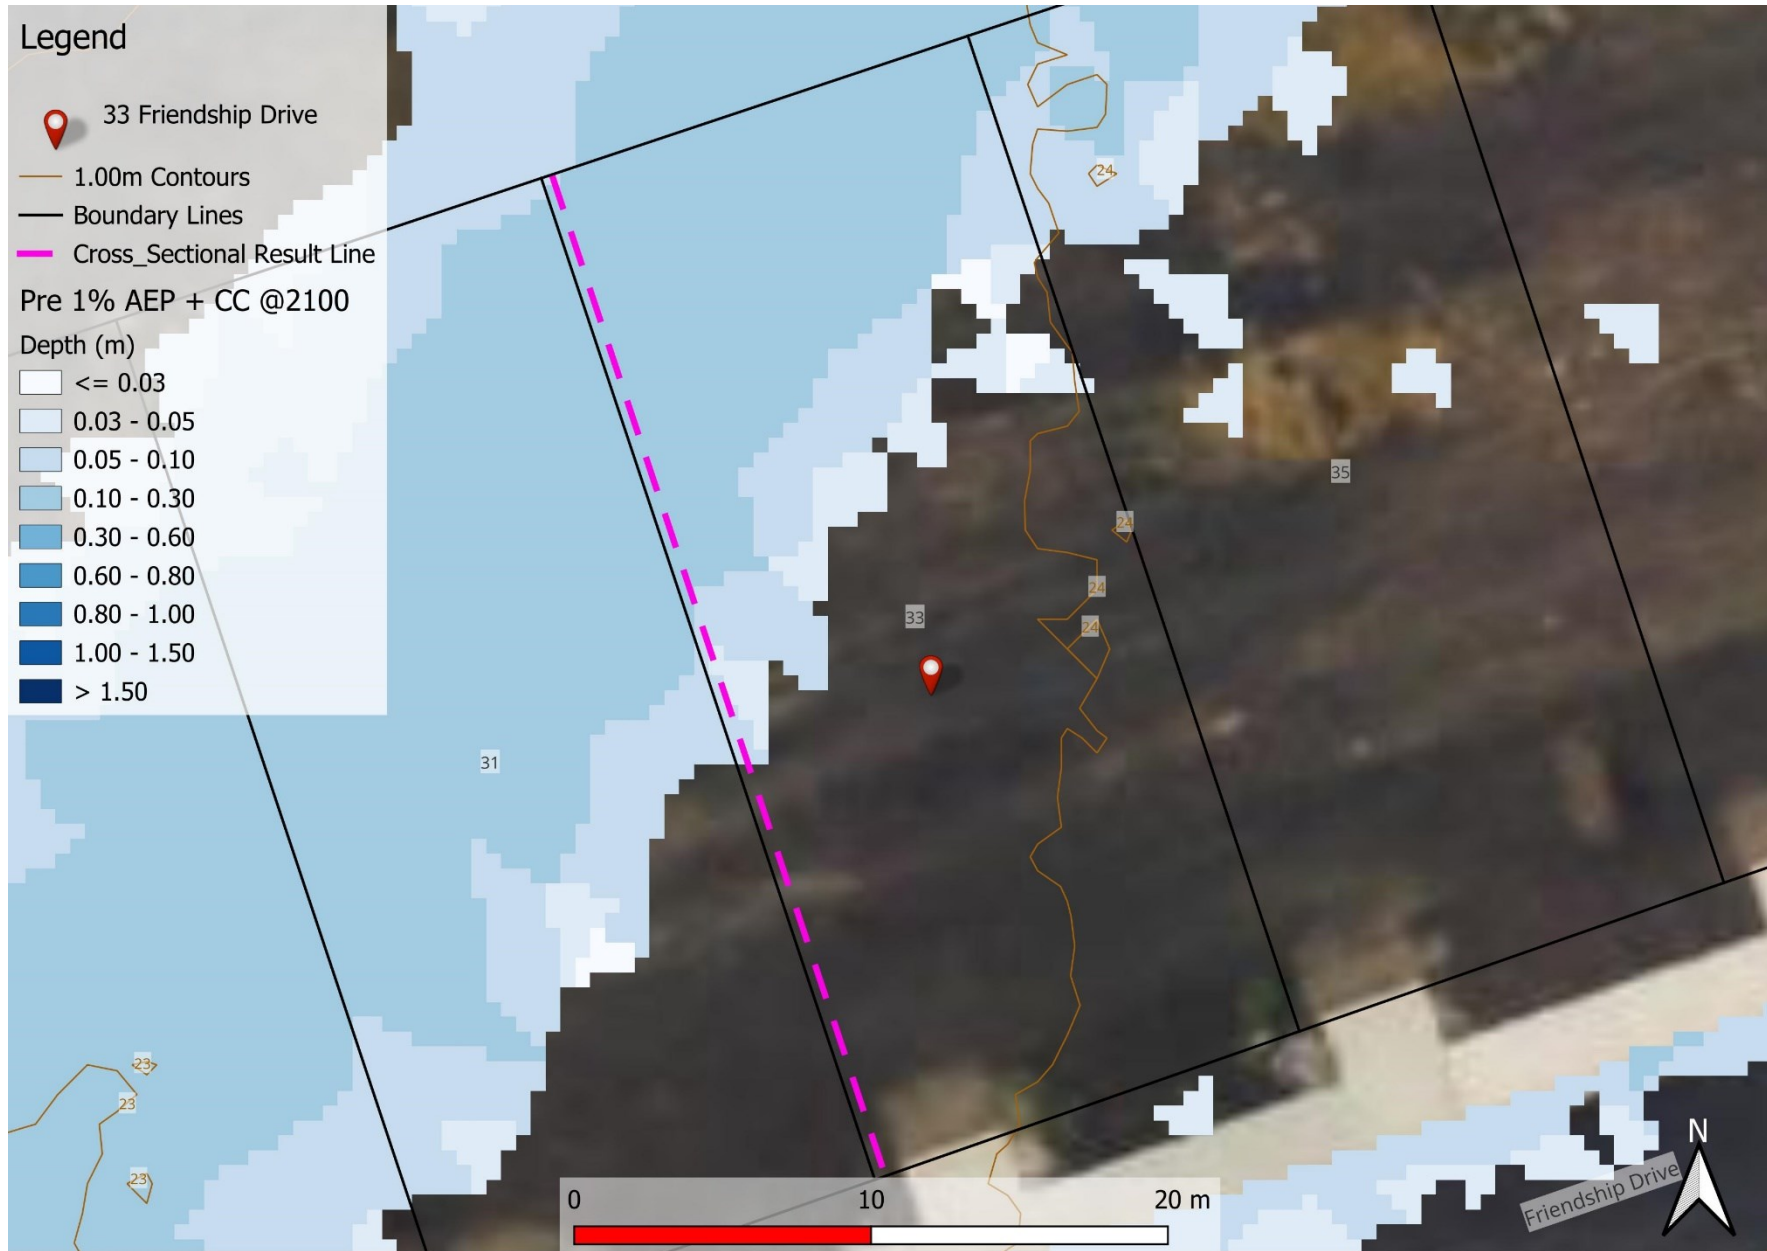 Legend
33 Friendship Drive
1.00m Contours
Boundary Lines
Cross_Sectional Result Line
Pre 1% AEP + CC @2100
Depth (m)
<= 0.03
0.03 - 0.05
0.05 - 0.10
0.10 - 0.30
0.30 - 0.60
0.60 - 0.80
0.80 - 1.00
1.00 - 1.50
> 1.50
24
35
24
24
33
24
31
23
23
23
N
Friendship Drive
0 10 20 m